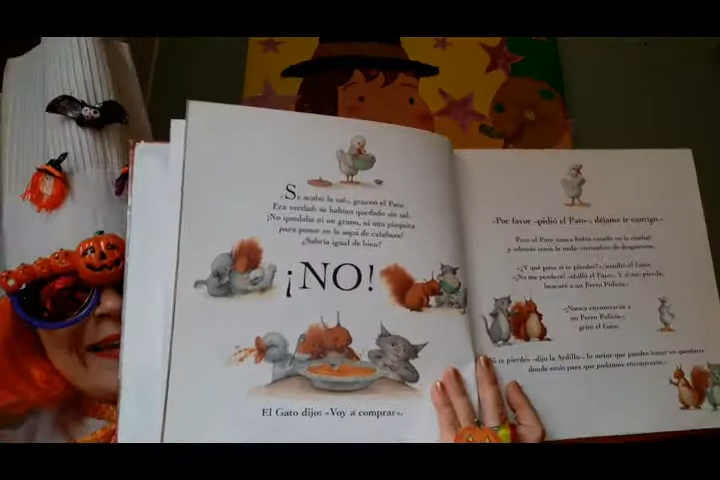 «Se acabó la sal», graznó el Pato.
Era verdad: se habían quedado sin sal.
¡No quedaba ni un grano, ni una pizquita
para poner en la sopa de calabaza!
¿Sabría igual de bien?
¡NO!
El Gato dijo: «Voy a comprar».
«Por favor –pidió el Pato–, déjame ir contigo.»
Pero el Pato nunca había estado en la ciudad
y además tenía la mala costumbre de despistarse.
«¿Y qué pasa si te pierdes?», maulló el Gato.
«¡No me perderé! –chilló el Pato–. Y si me pierdo,
buscaré a un Perro Policía.»
«Nunca encontrarás a
un Perro Policía»,
gritó el Gato.
«Si te pierdes –dijo la Ardilla–, lo mejor que puedes hacer es quedarte
donde estás para que podamos encontrarte.»